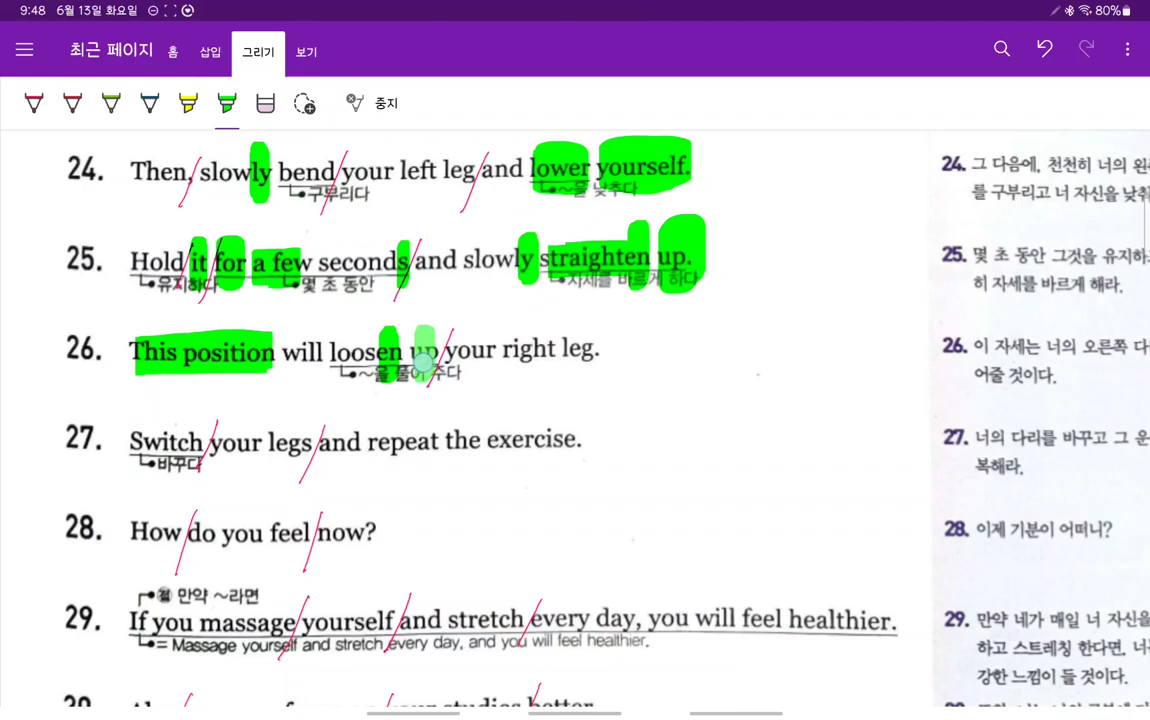 9:48 6월 13일 화요일 80%
최근 페이지 홈 삽입 그리기 보기
중지
24. Then, slowly bend your left leg and lower yourself.
구부리다 ~을 낮추다
25. Hold it for a few seconds and slowly straighten up.
유지하다 몇 초 동안 자세를 바르게 하다
26. This position will loosen up your right leg.
~을 풀어 주다
27. Switch your legs and repeat the exercise.
바꾸다
28. How do you feel now?
접 만약 ~라면
29. If you massage yourself and stretch every day, you will feel healthier.
= Massage yourself and stretch every day, and you will feel healthier.
your studies better.
24. 그 다음에, 천천히 너의 왼
를 구부리고 너 자신을 낮춰
25. 몇 초 동안 그것을 유지하
히 자세를 바르게 해라.
26. 이 자세는 너의 오른쪽 다
어줄 것이다.
27. 너의 다리를 바꾸고 그 운
복해라.
28. 이제 기분이 어떠니?
29. 만약 네가 매일 너 자신을
하고 스트레칭 한다면, 너
강한 느낌이 들 것이다.